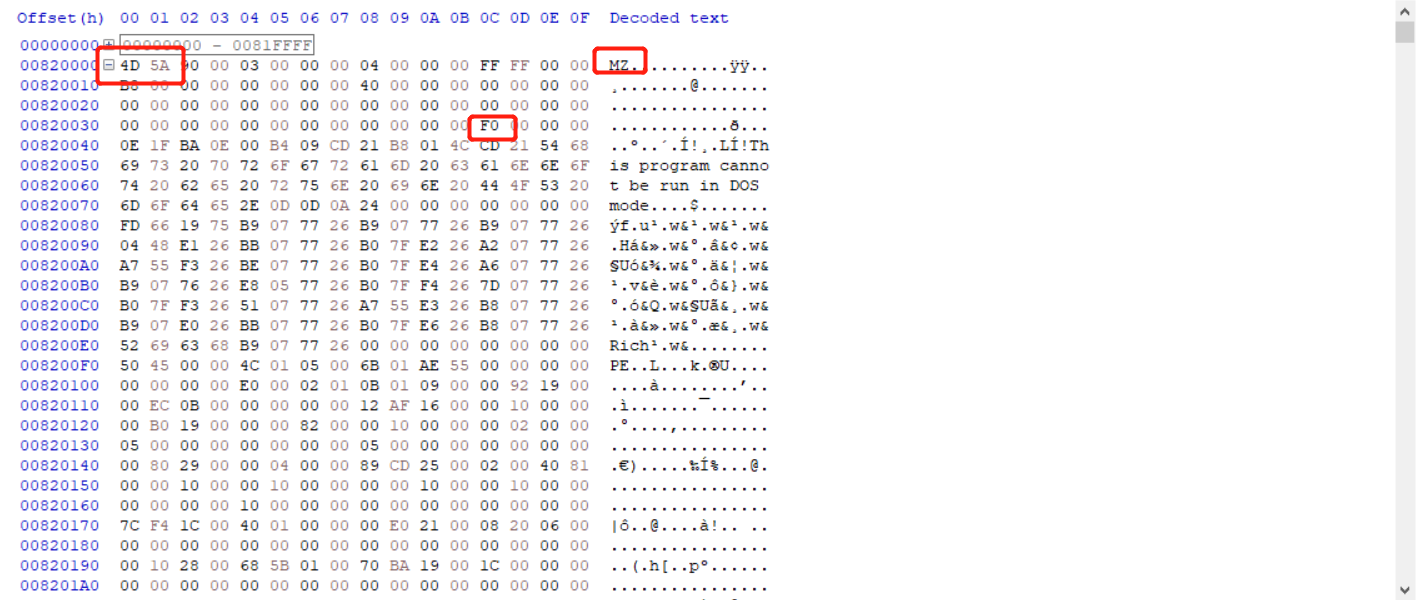 Offset(h) 00 01 02 03 04 05 06 07 08 09 0A 0B 0C 0D 0E 0F Decoded text
00000000 00000000 - 0081FFFF
00820000 4D 5A 90 00 03 00 00 00 04 00 00 00 FF FF 00 00 MZ..........ÿÿ..
00820010 B8 00 00 00 00 00 00 00 40 00 00 00 00 00 00 00 ¸.......@.......
00820020 00 00 00 00 00 00 00 00 00 00 00 00 00 00 00 00 ................
00820030 00 00 00 00 00 00 00 00 00 00 00 00 F0 00 00 00 ............ð...
00820040 0E 1F BA 0E 00 B4 09 CD 21 B8 01 4C CD 21 54 68 ..º..´.Í!¸.LÍ!Th
00820050 69 73 20 70 72 6F 67 72 61 6D 20 63 61 6E 6E 6F is program canno
00820060 74 20 62 65 20 72 75 6E 20 69 6E 20 44 4F 53 20 t be run in DOS
00820070 6D 6F 64 65 2E 0D 0D 0A 24 00 00 00 00 00 00 00 mode....$.......
00820080 FD 66 19 75 B9 07 77 26 B9 07 77 26 B9 07 77 26 ýf.u¹.w&¹.w&¹.w&
00820090 04 48 E1 26 BB 07 77 26 B0 7F E2 26 A2 07 77 26 .Há&».w&°.â&¢.w&
008200A0 A7 55 F3 26 BE 07 77 26 B0 7F E4 26 A6 07 77 26 §Uó&¾.w&°.ä&¦.w&
008200B0 B9 07 76 26 E8 05 77 26 B0 7F F4 26 7D 07 77 26 ¹.v&è.w&°.ô&}.w&
008200C0 B0 7F F3 26 51 07 77 26 A7 55 E3 26 B8 07 77 26 °.ó&Q.w&§Uã&¸.w&
008200D0 B9 07 E0 26 BB 07 77 26 B0 7F E6 26 B8 07 77 26 ¹.à&».w&°.æ&¸.w&
008200E0 52 69 63 68 B9 07 77 26 00 00 00 00 00 00 00 00 Rich¹.w&........
008200F0 50 45 00 00 4C 01 05 00 6B 01 AE 55 00 00 00 00 PE..L...k.®U....
00820100 00 00 00 00 E0 00 02 01 0B 01 09 00 00 92 19 00 ....à........’..
00820110 00 EC 0B 00 00 00 00 00 12 AF 16 00 00 10 00 00 .ì.......¯......
00820120 00 B0 19 00 00 00 82 00 00 10 00 00 00 02 00 00 .°....‚.........
00820130 05 00 00 00 00 00 00 00 05 00 00 00 00 00 00 00 ................
00820140 00 80 29 00 00 04 00 00 89 CD 25 00 02 00 40 81 .€).....‰Í%...@.
00820150 00 00 10 00 00 10 00 00 00 00 10 00 00 10 00 00 ................
00820160 00 00 00 00 10 00 00 00 00 00 00 00 00 00 00 00 ................
00820170 7C F4 1C 00 40 01 00 00 00 E0 21 00 08 20 06 00 |ô..@....à!.. ..
00820180 00 00 00 00 00 00 00 00 00 00 00 00 00 00 00 00 ................
00820190 00 10 28 00 68 5B 01 00 70 BA 19 00 1C 00 00 00 ..(.h[..pº......
008201A0 00 00 00 00 00 00 00 00 00 00 00 00 00 00 00 00 ................